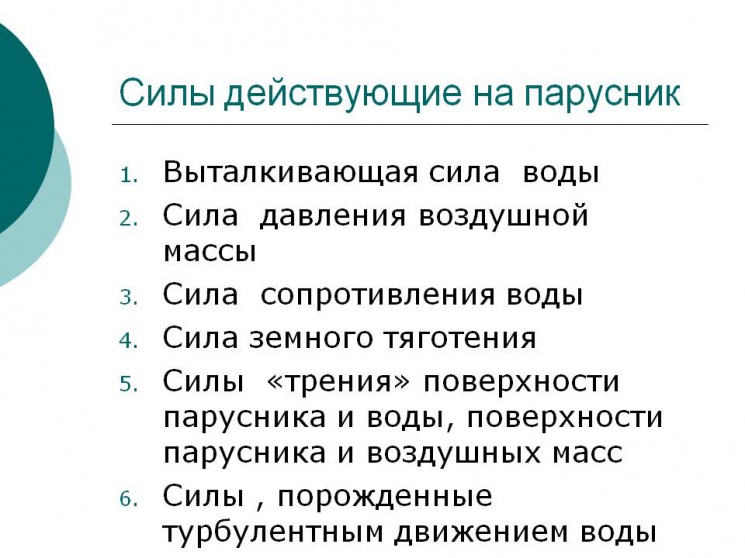 Силы действующие на парусник
1. Выталкивающая сила воды
2. Сила давления воздушной
массы
3. Сила сопротивления воды
4. Сила земного тяготения
5. Силы «трения» поверхности
парусника и воды, поверхности
парусника и воздушных масс
6. Силы , порожденные
турбулентным движением воды